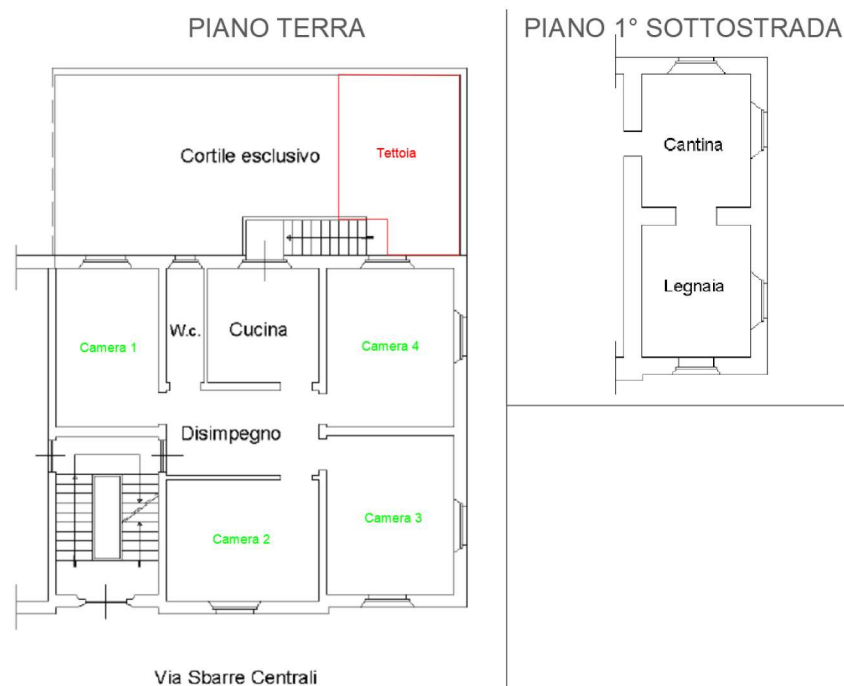 PIANO TERRA
Cortile esclusivo
Tettoia
Camera 1
W.c.
Cucina
Camera 4
Disimpegno
Camera 2
Camera 3
Via Sbarre Centrali
PIANO 1° SOTTOSTRADA
Cantina
Legnaia